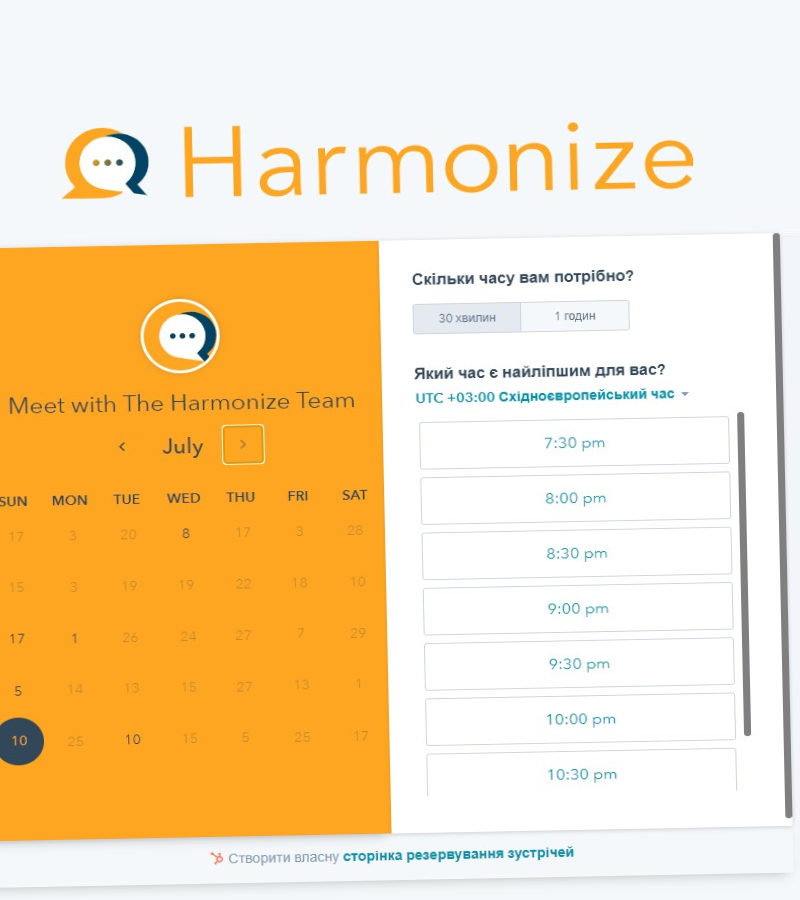 Harmonize
Meet with The Harmonize Team
July
SUN MON TUE WED THU FRI SAT
17 3 20 8 17 3 28
15 3 19 19 22 18 10
17 1 26 24 27 7 29
5 14 13 15 27 13 1
10 25 10 15 5 25 17
Скільки часу вам потрібно?
30 хвилин 1 годин
Який час є найліпшим для вас?
UTC +03:00 Східноєвропейський час
7:30 pm
8:00 pm
8:30 pm
9:00 pm
9:30 pm
10:00 pm
10:30 pm
Створити власну сторінка резервування зустрічей